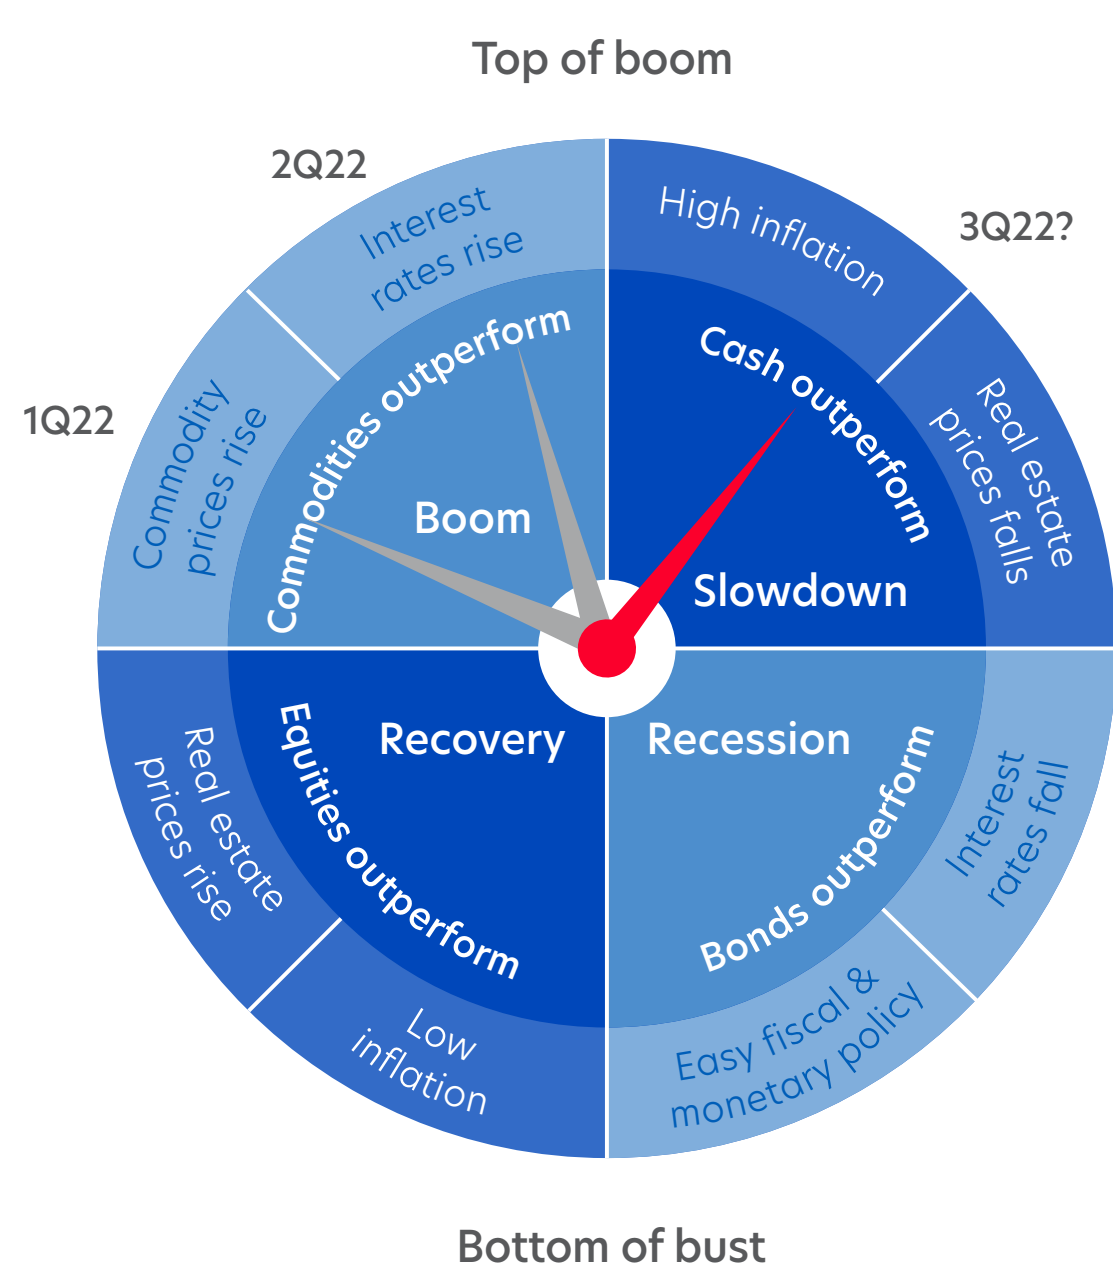 Top of boom
2Q22
Interest
rates rise
High inflation
3Q22?
1Q22
Commodity
prices rise
Commodities outperform
Boom
Cash outperform
Slowdown
Real estate
prices falls
Recovery
Equities outperform
Real estate
prices rise
Low
inflation
Recession
Bonds outperform
Interest
rates fall
Easy fiscal &
monetary policy
Bottom of bust